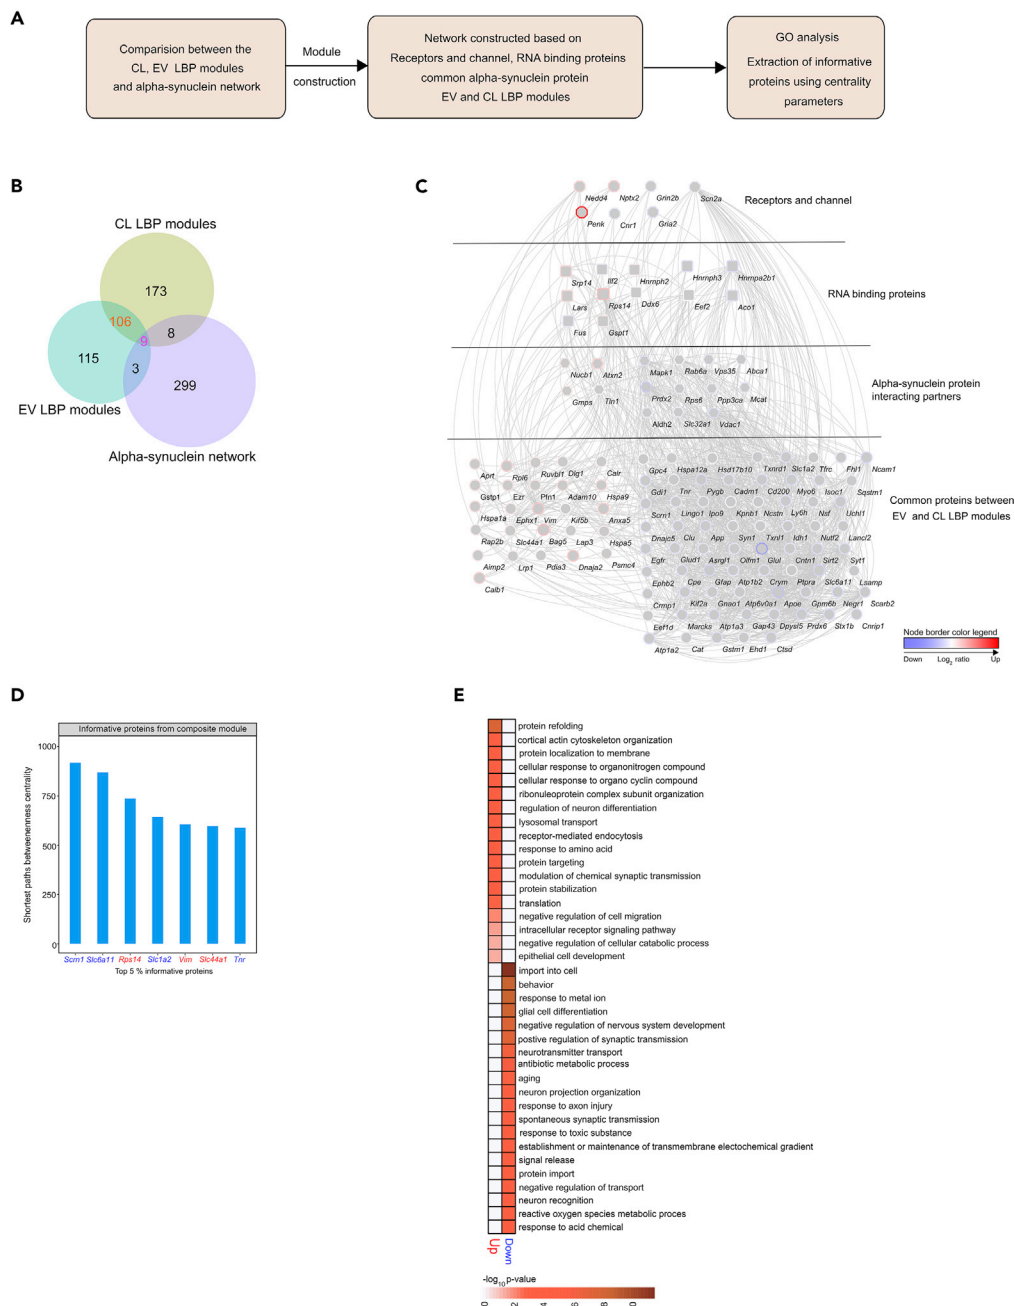 A
Comparision between the
CL, EV LBP modules
and alpha-synuclein network
Module
construction
Network constructed based on
Receptors and channel, RNA binding proteins
common alpha-synuclein protein
EV and CL LBP modules
GO analysis
Extraction of informative
proteins using centrality
parameters
B
CL LBP modules
173
106
8
9
115
3
299
EV LBP modules
Alpha-synuclein network
C
Nedd4 Nptx2 Grin2b Scn2a
Receptors and channel
Penk Cnr1 Gria2
Srp14 Ilf2 Hnrnph2 Hnrnph3 Hnrnpa2b1
RNA binding proteins
Lars Rps14 Ddx6 Eef2 Aco1
Fus Gspt1
Nucb1 Atxn2 Mapk1 Rab6a Vps35 Abca1
Alpha-synuclein protein
interacting partners
Gmps Tln1 Prdx2 Rps6 Ppp3ca Mcat
Aldh2 Slc32a1 Vdac1
Aprt Rpl6 Ruvbl1 Dlg1 Calr Gpc4 Hspa12a Hsd17b10 Txnrd1 Slc1a2 Tfrc Fhl1 Ncam1
Gstp1 Ezr Pfn1 Adam10 Hspa9 Gdi1 Tnr Pygb Cadm1 Cd200 Myo6 Isoc1 Sqstm1
Common proteins between
EV and CL LBP modules
Hspa1a Ephx1 Vim Kif5b Anxa5 Scrn1 Lingo1 Ipo9 Kpnb1 Ncstn Ly6h Nsf Uchl1
Rap2b Slc44a1 Bag5 Lap3 Hspa5 Dnajc5 Clu App Syn1 Txnl1 Idh1 Nutf2 Lancl2
Aimp2 Lrp1 Pdia3 Dnaja2 Psmc4 Egfr Glud1 Asrgl1 Olfm1 Glul Cntn1 Sirt2 Syt1
Calb1 Ephb2 Cpe Gfap Atp1b2 Crym Ptpra Slc6a11 Lsamp
Crmp1 Kif2a Gnao1 Atp6v0a1 Apoe Gpm6b Negr1 Scarb2
Eef1d Marcks Atp1a3 Gap43 Dpysl5 Prdx6 Stx1b Cnrip1
Atp1a2 Cat Gstm1 Ehd1 Ctsd
Node border color legend
Down Log2 ratio Up
D
Informative proteins from composite module
Shortest paths betweenness centrality
1000
750
500
250
0
Scrn1 Slc6a11 Rps14 Slc1a2 Vim Slc44a1 Tnr
Top 5 % informative proteins
E
protein refolding
cortical actin cytoskeleton organization
protein localization to membrane
cellular response to organonitrogen compound
cellular response to organo cyclin compound
ribonuleoprotein complex subunit organization
regulation of neuron differentiation
lysosomal transport
receptor-mediated endocytosis
response to amino acid
protein targeting
modulation of chemical synaptic transmission
protein stabilization
translation
negative regulation of cell migration
intracellular receptor signaling pathway
negative regulation of cellular catabolic process
epithelial cell development
import into cell
behavior
response to metal ion
glial cell differentiation
negative regulation of nervous system development
postive regulation of synaptic transmission
neurotransmitter transport
antibiotic metabolic process
aging
neuron projection organization
response to axon injury
spontaneous synaptic transmission
response to toxic substance
establishment or maintenance of transmembrane electochemical gradient
signal release
protein import
negative regulation of transport
neuron recognition
reactive oxygen species metabolic proces
response to acid chemical
Up Down
-log10 p-value
0 2 4 6 8